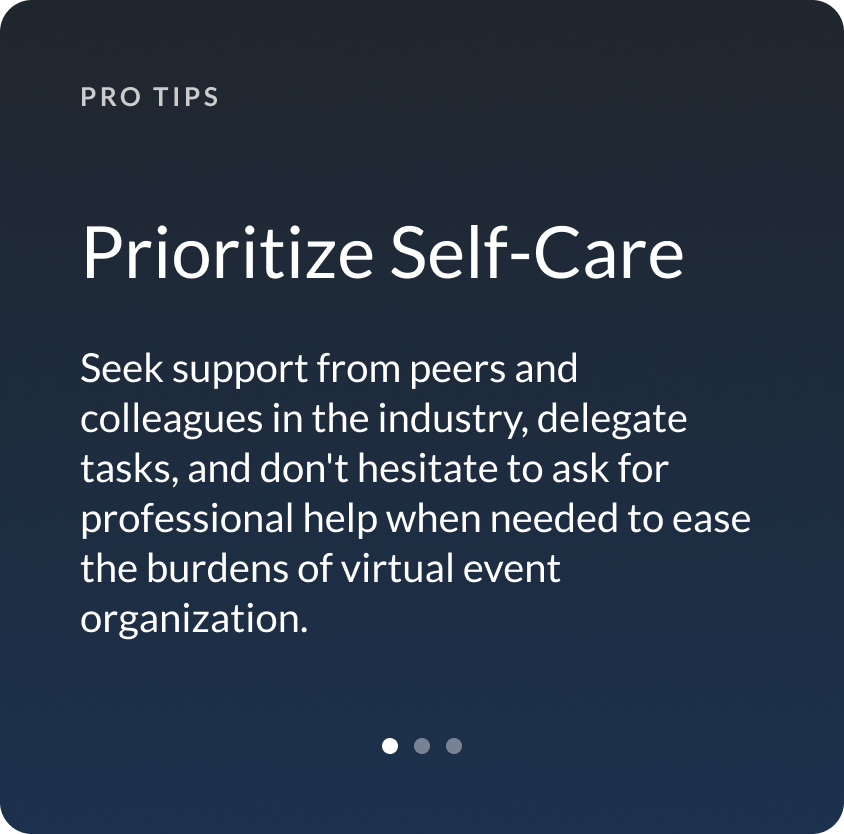 PRO TIPS
Prioritize Self-Care
Seek support from peers and
colleagues in the industry, delegate
tasks, and don't hesitate to ask for
professional help when needed to ease
the burdens of virtual event
organization.